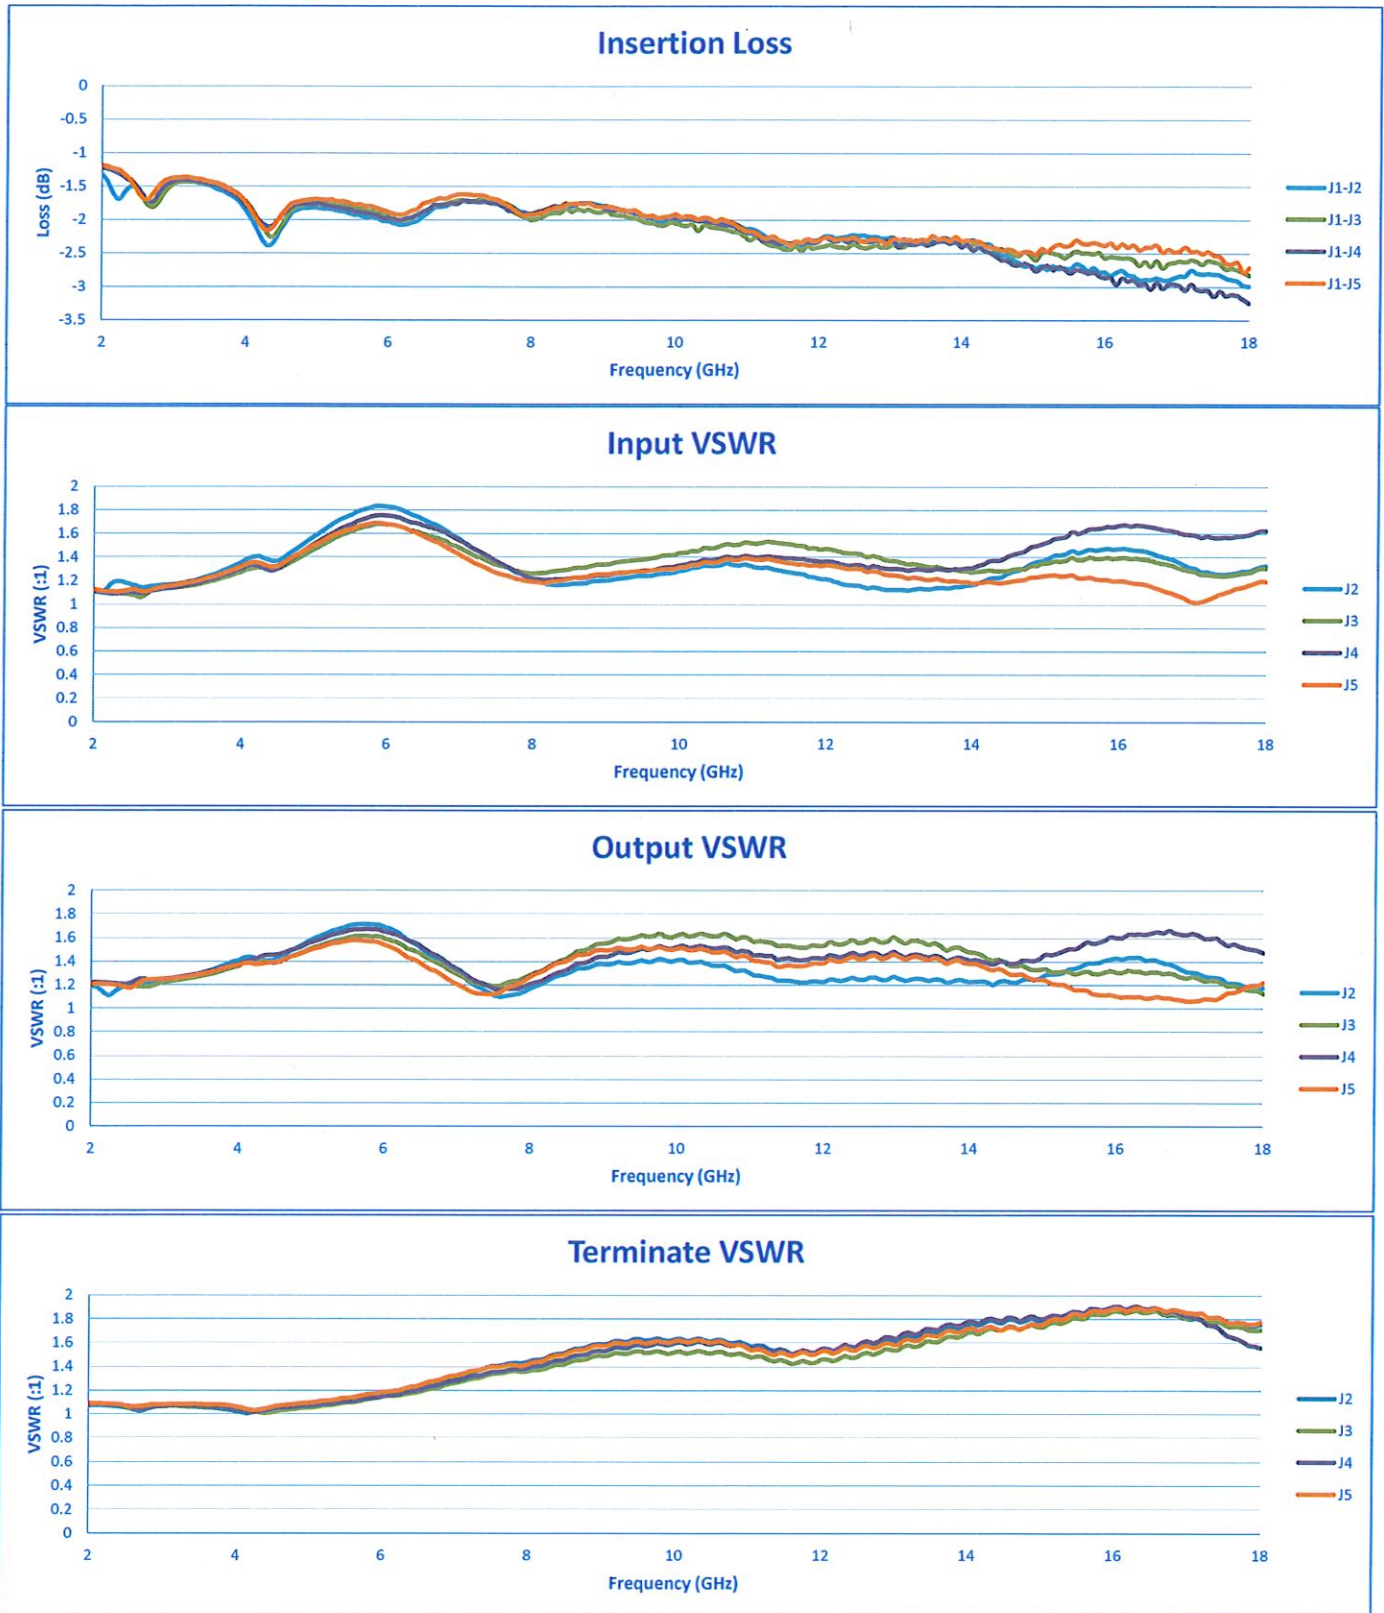 Insertion Loss
0
-0.5
-1
-1.5
-2
-2.5
-3
-3.5
Loss (dB)
2 4 6 8 10 12 14 16 18
Frequency (GHz)
J1-J2
J1-J3
J1-J4
J1-J5
Input VSWR
2
1.8
1.6
1.4
1.2
1
0.8
0.6
0.4
0.2
0
VSWR (:1)
2 4 6 8 10 12 14 16 18
Frequency (GHz)
J2
J3
J4
J5
Output VSWR
2
1.8
1.6
1.4
1.2
1
0.8
0.6
0.4
0.2
0
VSWR (:1)
2 4 6 8 10 12 14 16 18
Frequency (GHz)
J2
J3
J4
J5
Terminate VSWR
2
1.8
1.6
1.4
1.2
1
0.8
0.6
0.4
0.2
0
VSWR (:1)
2 4 6 8 10 12 14 16 18
Frequency (GHz)
J2
J3
J4
J5